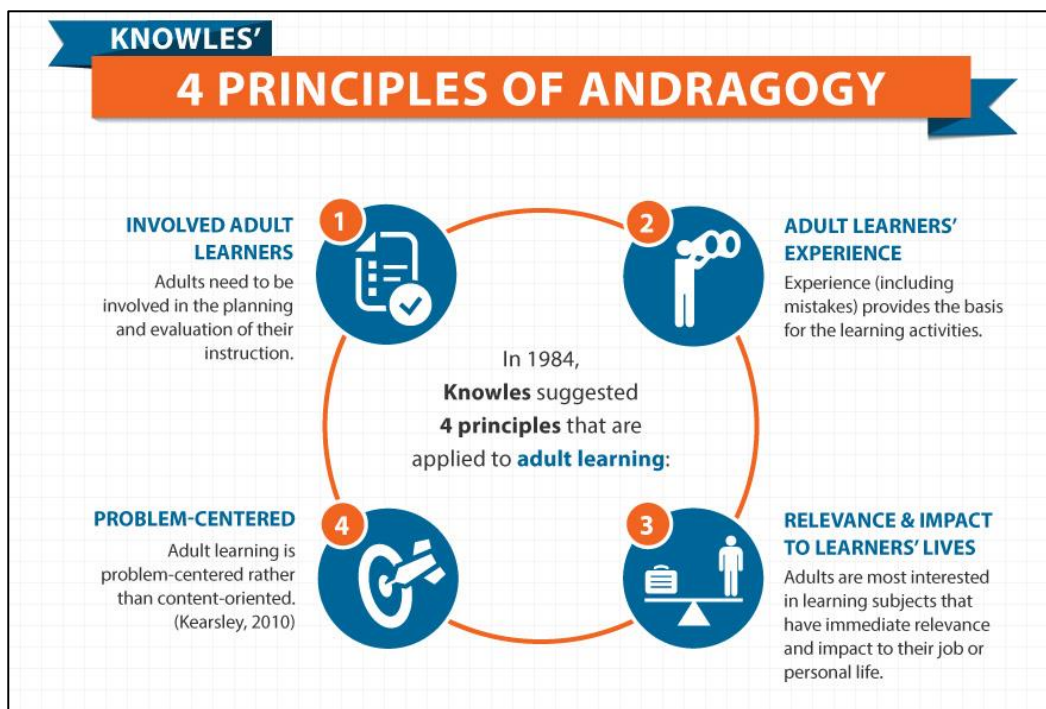 KNOWLES'
4 PRINCIPLES OF ANDRAGOGY
1
INVOLVED ADULT
LEARNERS
Adults need to be
involved in the planning
and evaluation of their
instruction.
2
ADULT LEARNERS'
EXPERIENCE
Experience (including
mistakes) provides the basis
for the learning activities.
In 1984,
Knowles suggested
4 principles that are
applied to adult learning:
3
RELEVANCE & IMPACT
TO LEARNERS' LIVES
Adults are most interested
in learning subjects that
have immediate relevance
and impact to their job or
personal life.
4
PROBLEM-CENTERED
Adult learning is
problem-centered rather
than content-oriented.
(Kearsley, 2010)